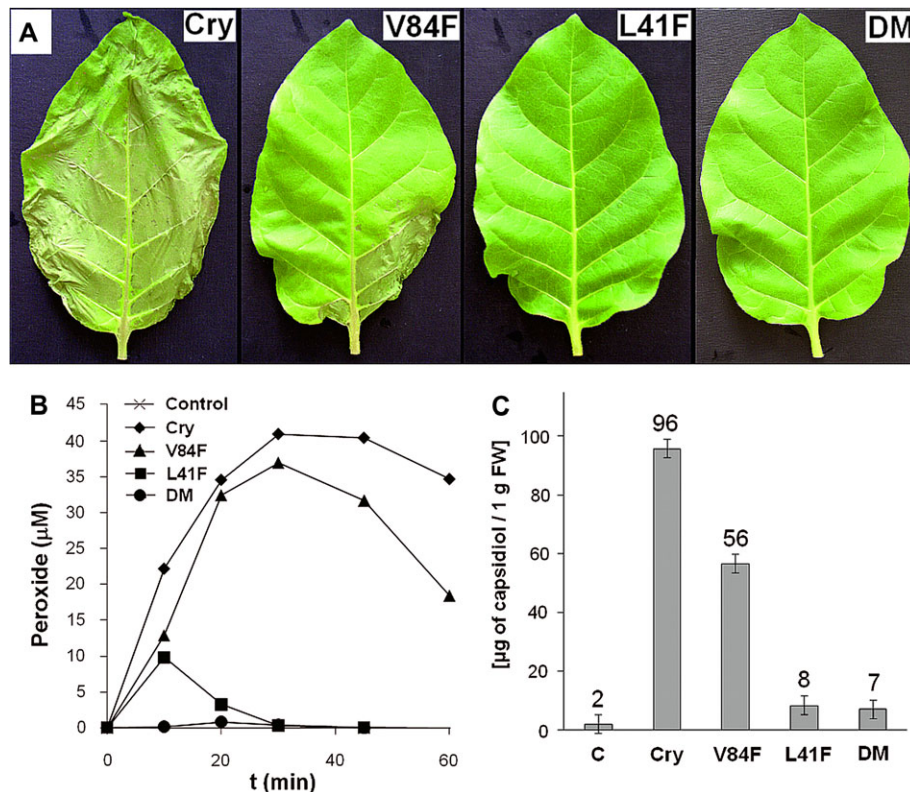 A
Cry
V84F
L41F
DM
B
Control
Cry
V84F
L41F
DM
Peroxide (µM)
45
40
35
30
25
20
15
10
5
0
0 20 40 60
t (min)
C
[µg of capsidiol / 1 g FW]
100
80
60
40
20
0
2
96
56
8
7
C Cry V84F L41F DM